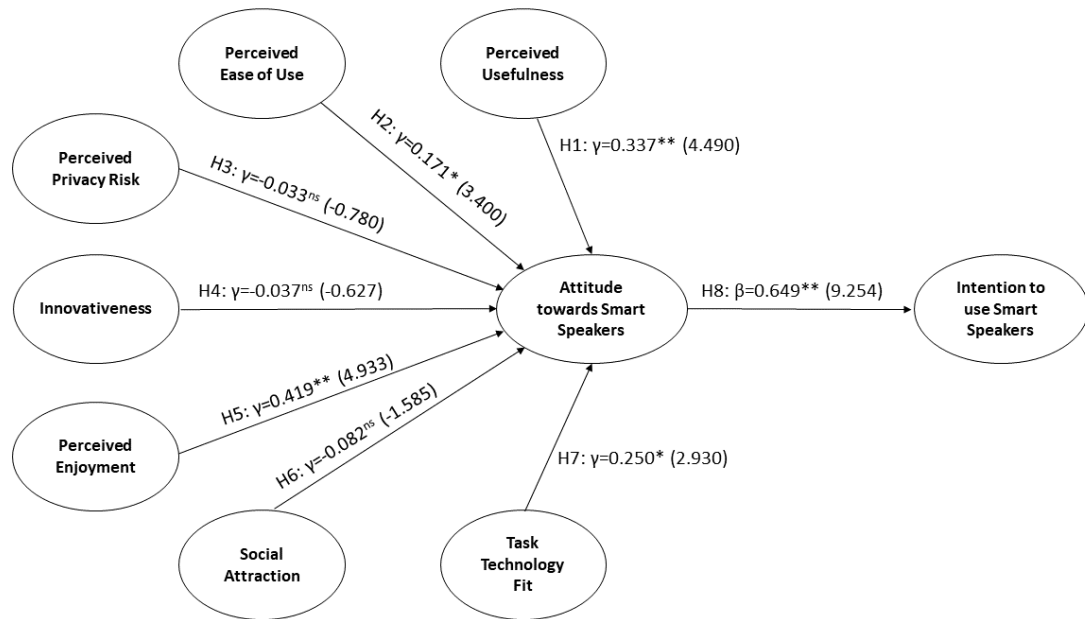 Perceived
Ease of Use
Perceived
Usefulness
H2: γ=0.171* (3.400)
H1: γ=0.337** (4.490)
Perceived
Privacy Risk
H3: γ=-0.033ⁿˢ (-0.780)
Innovativeness
H4: γ=-0.037ⁿˢ (-0.627)
Attitude
towards Smart
Speakers
H8: β=0.649** (9.254)
Intention to
use Smart
Speakers
Perceived
Enjoyment
H5: γ=0.419** (4.933)
H6: γ=-0.082ⁿˢ (-1.585)
H7: γ=0.250* (2.930)
Social
Attraction
Task
Technology
Fit